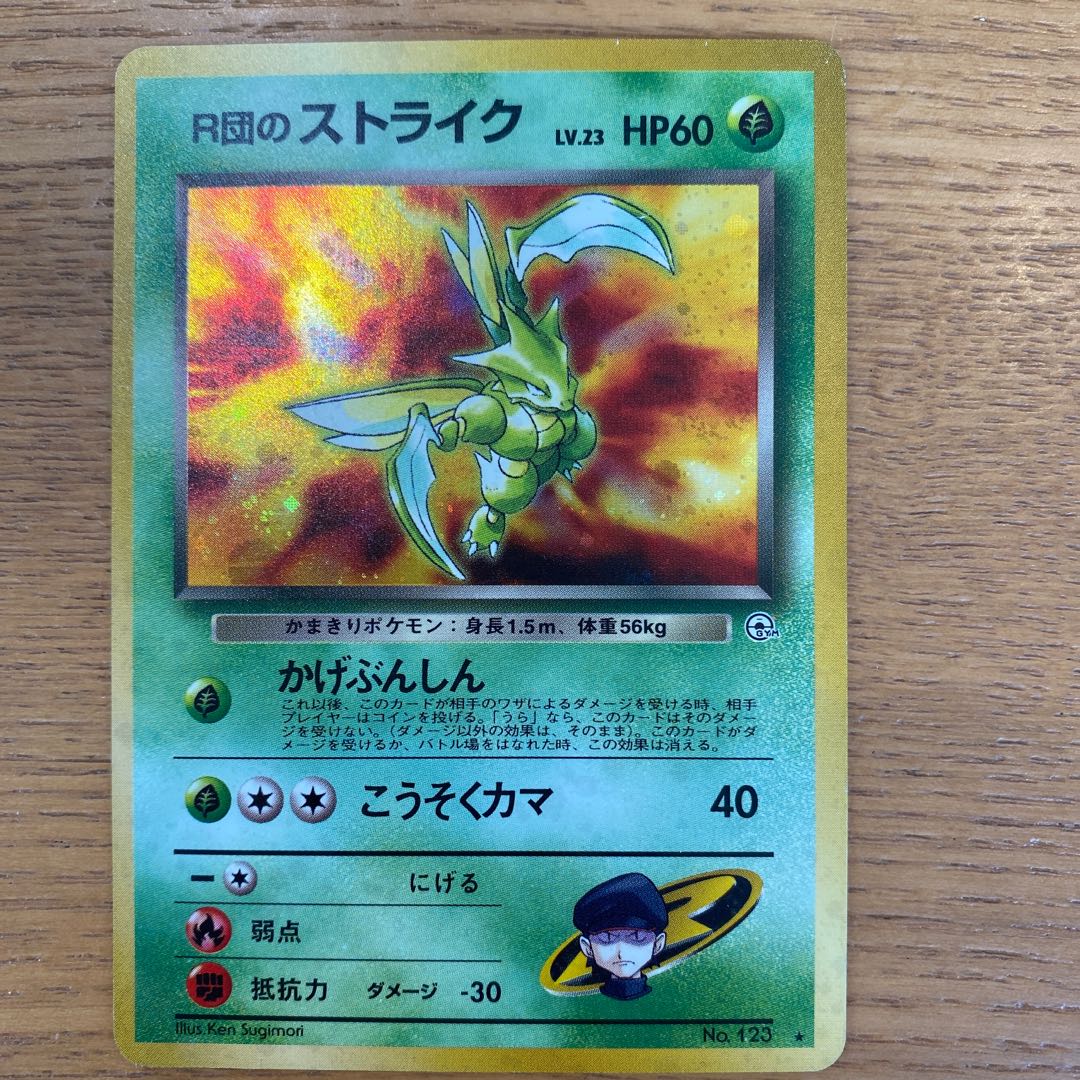 R団のストライク LV.23 HP60
かまきりポケモン：身長1.5m、体重56kg
GYM
かげぶんしん
これ以後、このカードが相手のワザによるダメージを受ける時、相手
プレイヤーはコインを投げる。「うら」なら、このカードはそのダメー
ジを受けない。（ダメージ以外の効果は、そのまま）。このカードがダ
メージを受けるか、バトル場をはなれた時、この効果は消える。
こうそくカマ 40
にげる
弱点
抵抗力 ダメージ -30
Illus. Ken Sugimori
No. 123 ★